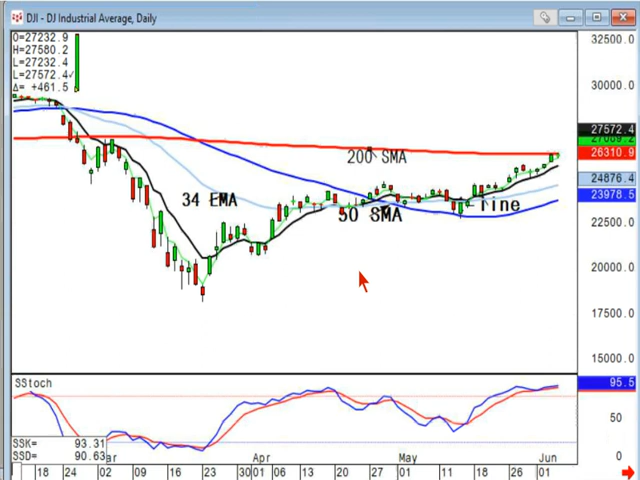 DJI - DJ Industrial Average, Daily
O=27232.9
H=27580.2
L=27232.4
L=27572.4✓
Δ= +461.5
32500.0
30000.0
27572.4
26310.9
24876.4
23978.5
22500.0
20000.0
17500.0
15000.0
200 SMA
34 EMA
50 SMA
Line
SStoch
95.5
50
0
SSK= 93.31
SSD= 90.63
ar Apr May Jun
18 24 02 09 16 23 30 01 06 13 20 27 01 11 18 26 01